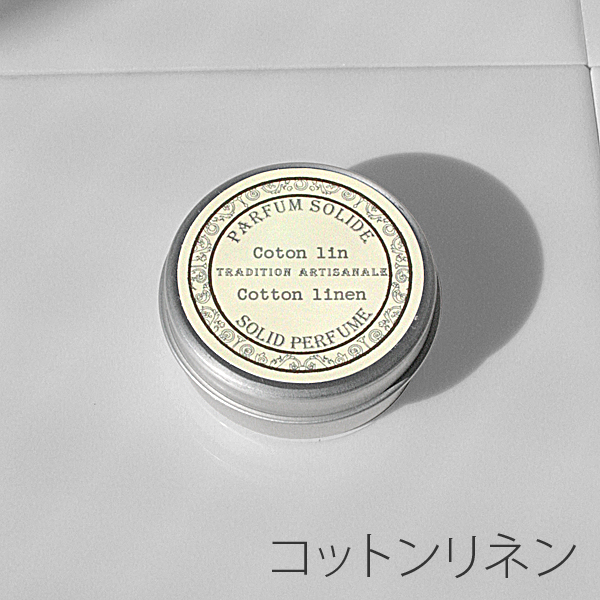 PARFUM SOLIDE
Coton lin
TRADITION ARTISANALE
Cotton linen
SOLID PERFUME
コットンリネン